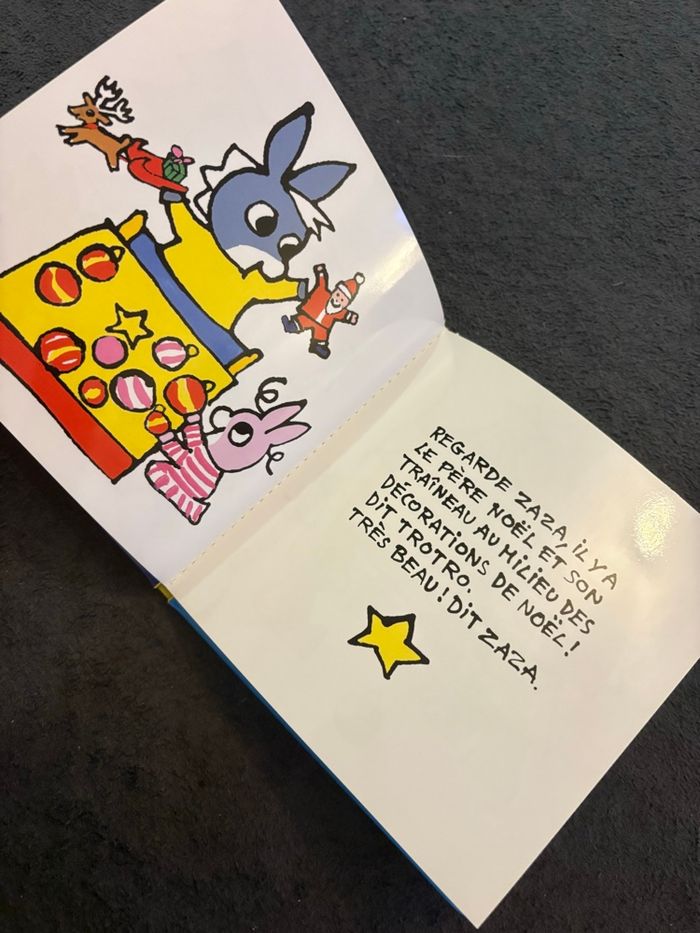 REGARDE ZAZA, iL Y A
LE PÈRE NOËL ET SON
TRAÎNEAU AU MiLiEU DES
DÉCORATIONS DE NOËL !
DiT TROTRO.
TRÈS BEAU ! DiT ZAZA.